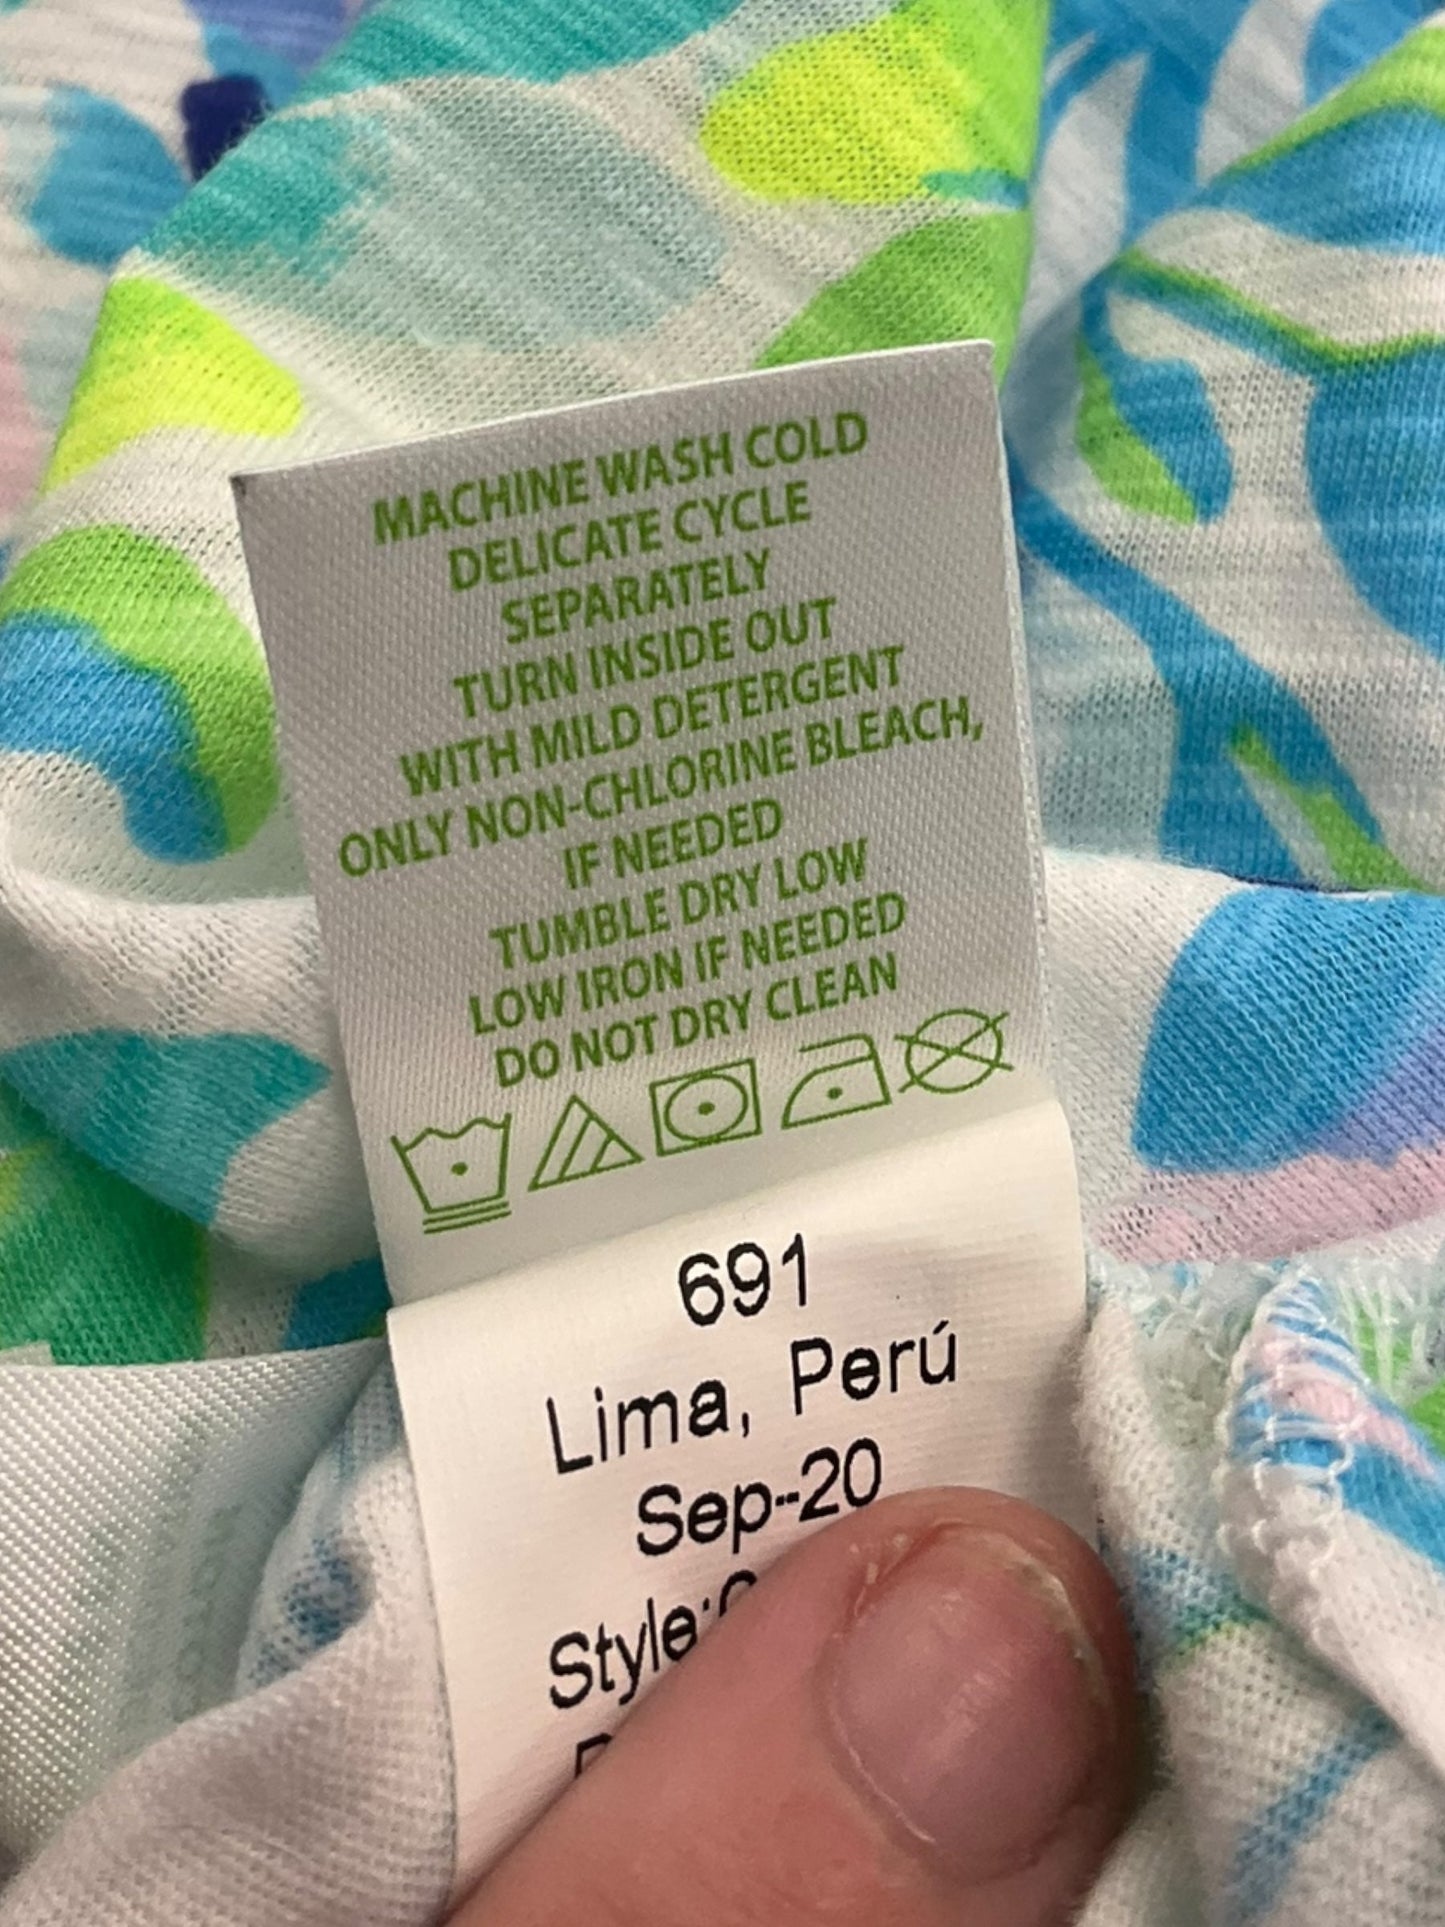 MACHINE WASH COLD
DELICATE CYCLE
SEPARATELY
TURN INSIDE OUT
WITH MILD DETERGENT
ONLY NON-CHLORINE BLEACH,
IF NEEDED
TUMBLE DRY LOW
LOW IRON IF NEEDED
DO NOT DRY CLEAN
691
Lima, Perú
Sep--20
Style: